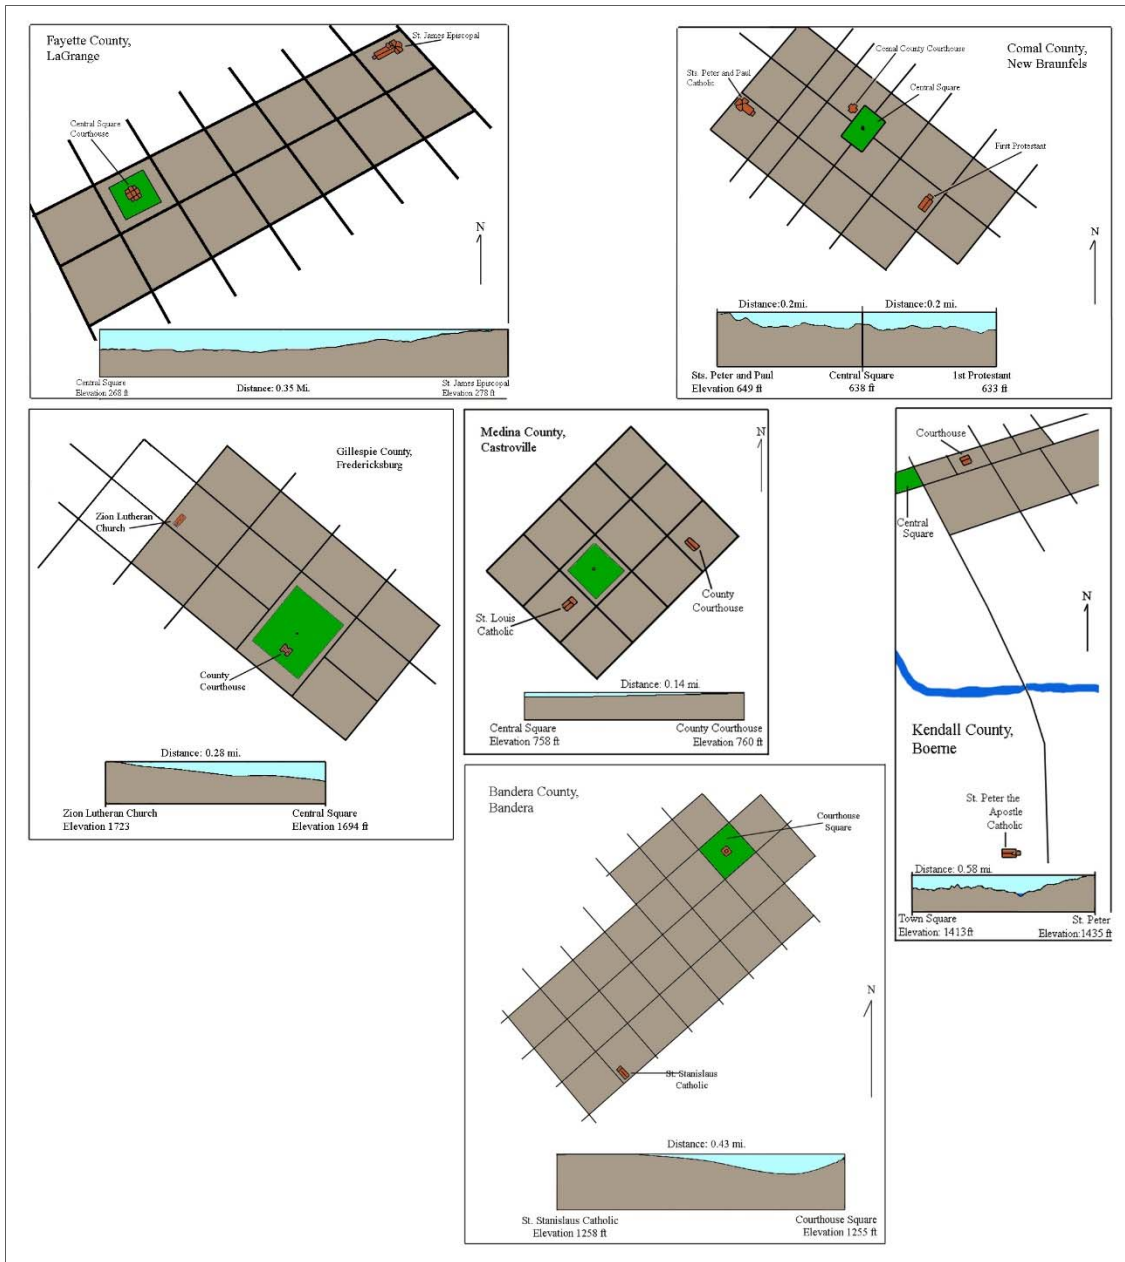 Fayette County,
LaGrange
St. James Episcopal
Central Square
Courthouse
N
Distance: 0.35 Mi.
Central Square
Elevation 268 ft
St. James Episcopal
Elevation 278 ft
Comal County,
New Braunfels
Comal County Courthouse
Sts. Peter and Paul
Catholic
Central Square
First Protestant
N
Distance:0.2mi.
Distance:0.2 mi.
Sts. Peter and Paul
Elevation 649 ft
Central Square
638 ft
1st Protestant
633 ft
Gillespie County,
Fredericksburg
Zion Lutheran
Church
County
Courthouse
Distance: 0.28 mi.
Zion Lutheran Church
Elevation 1723
Central Square
Elevation 1694 ft
Medina County,
Castroville
N
St. Louis
Catholic
County
Courthouse
Distance: 0.14 mi.
Central Square
Elevation 758 ft
County Courthouse
Elevation 760 ft
Courthouse
Central
Square
N
Kendall County,
Boerne
St. Peter the
Apostle
Catholic
Distance: 0.58 mi.
Town Square
Elevation: 1413ft
St. Peter
Elevation:1435 ft
Bandera County,
Bandera
Courthouse
Square
N
St. Stanislaus
Catholic
Distance: 0.43 mi.
St. Stanislaus Catholic
Elevation 1258 ft
Courthouse Square
Elevation 1255 ft